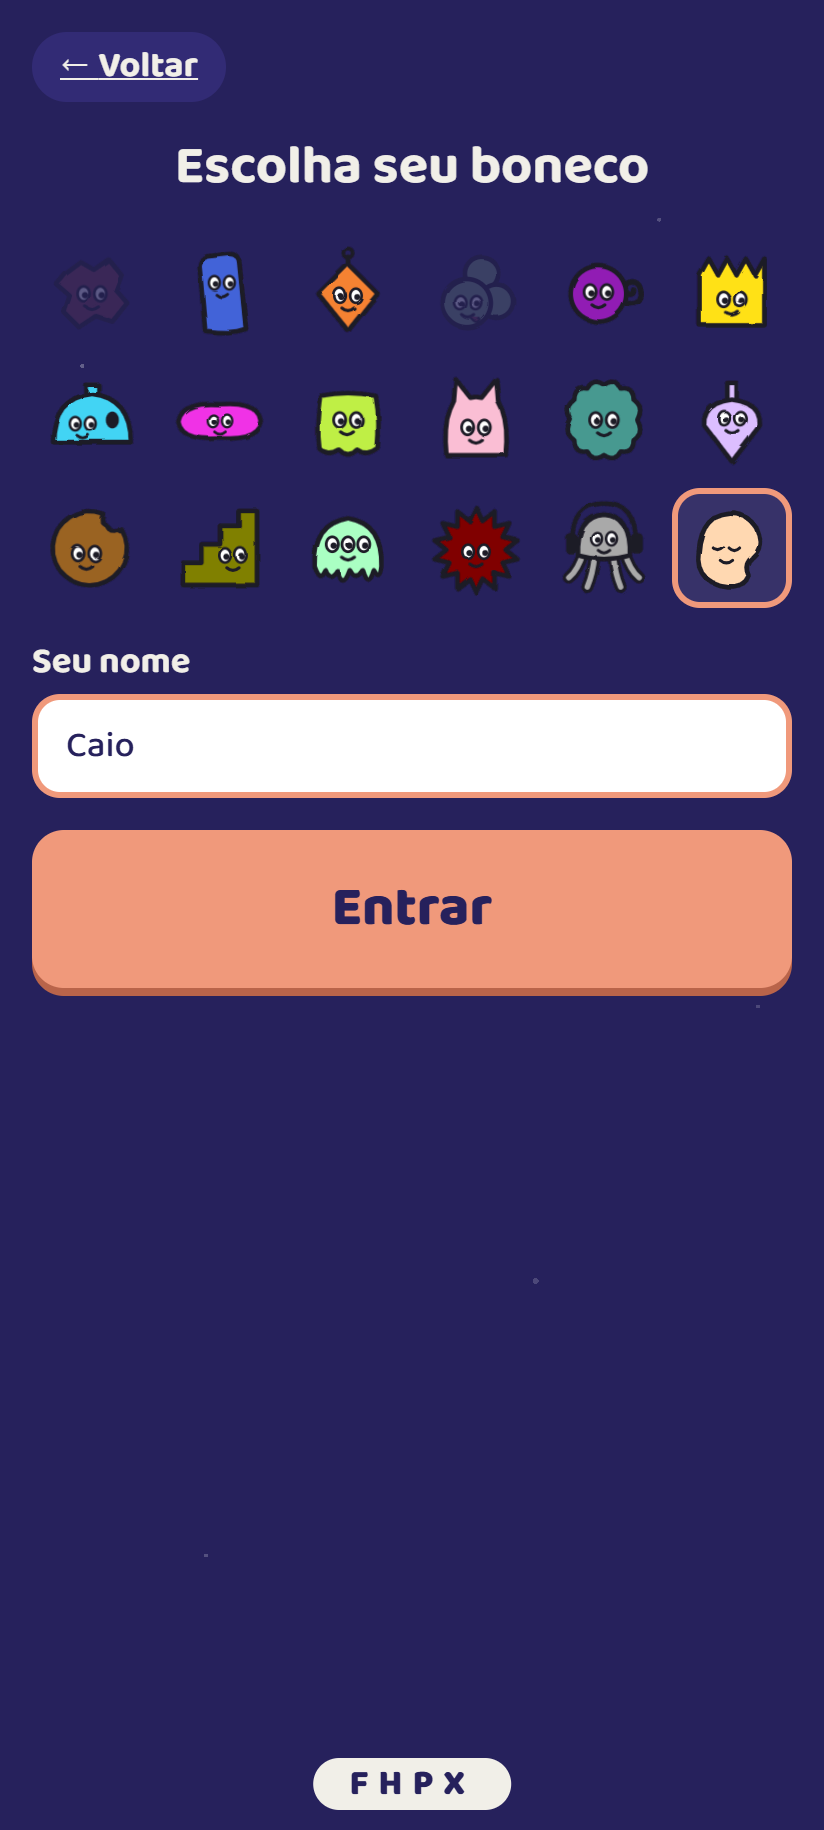 ← Voltar
Escolha seu boneco
Seu nome
Caio
Entrar
FHPX